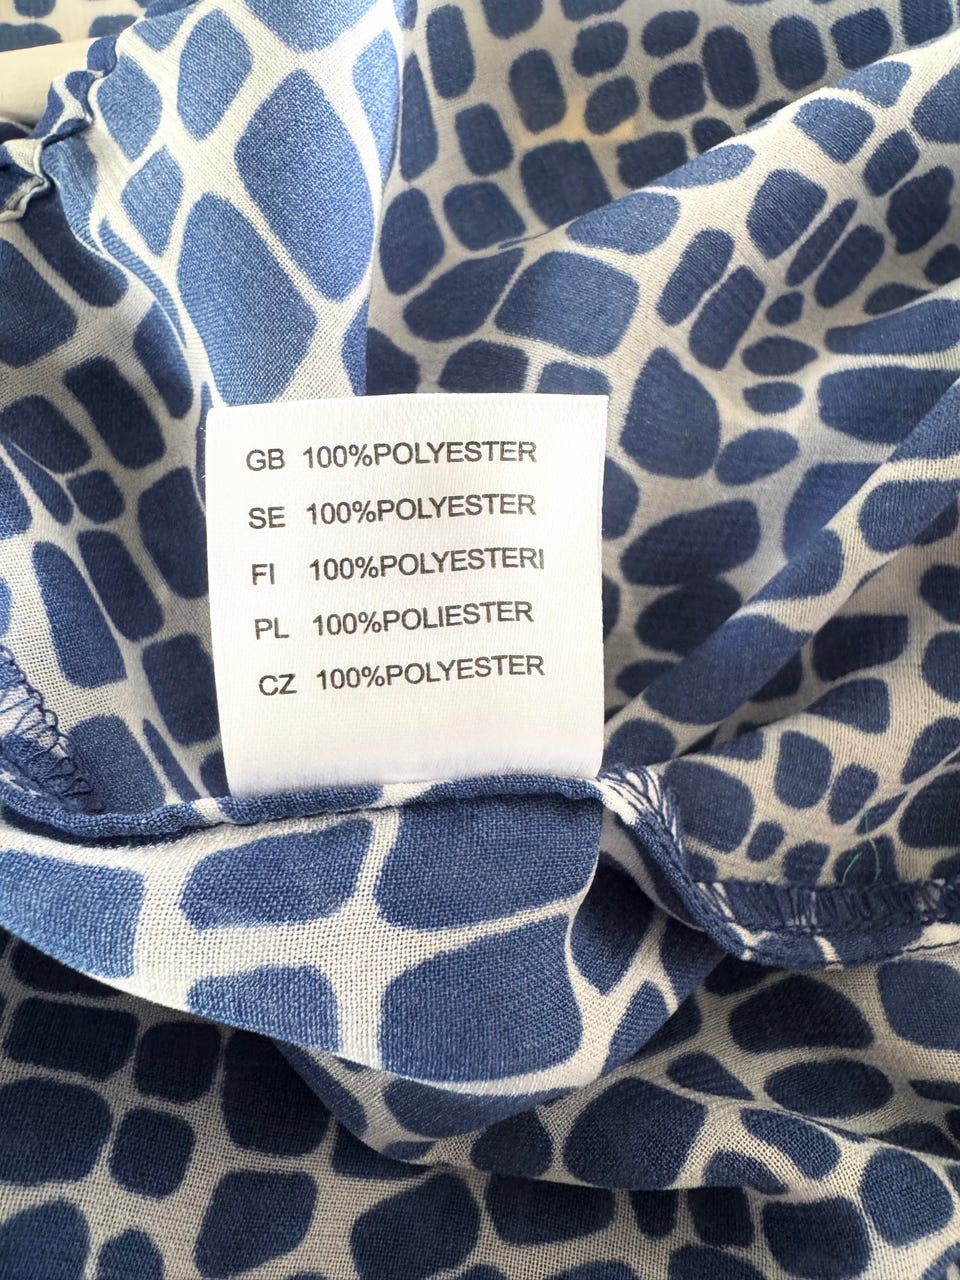 GB 100%POLYESTER
SE 100%POLYESTER
FI 100%POLYESTERI
PL 100%POLIESTER
CZ 100%POLYESTER